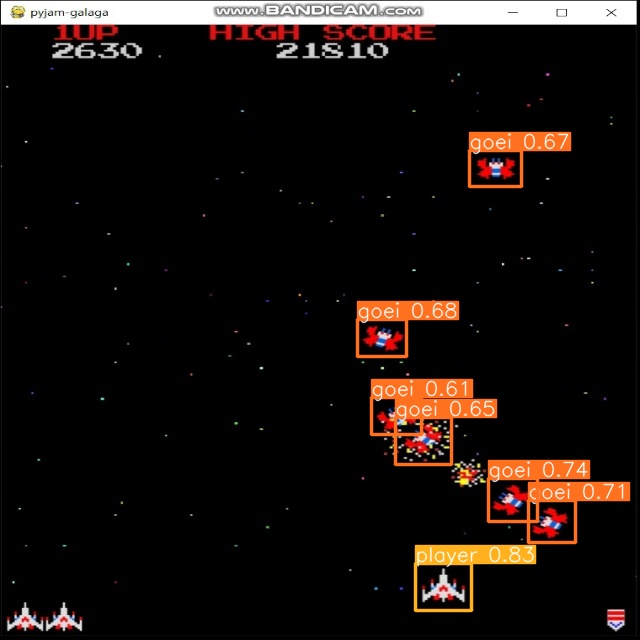 pyjam-galaga
www.BANDICAM.com
1UP HIGH SCORE
2630 21810
goei 0.67
goei 0.68
goei 0.61
goei 0.65
goei 0.74
goei 0.71
player 0.83